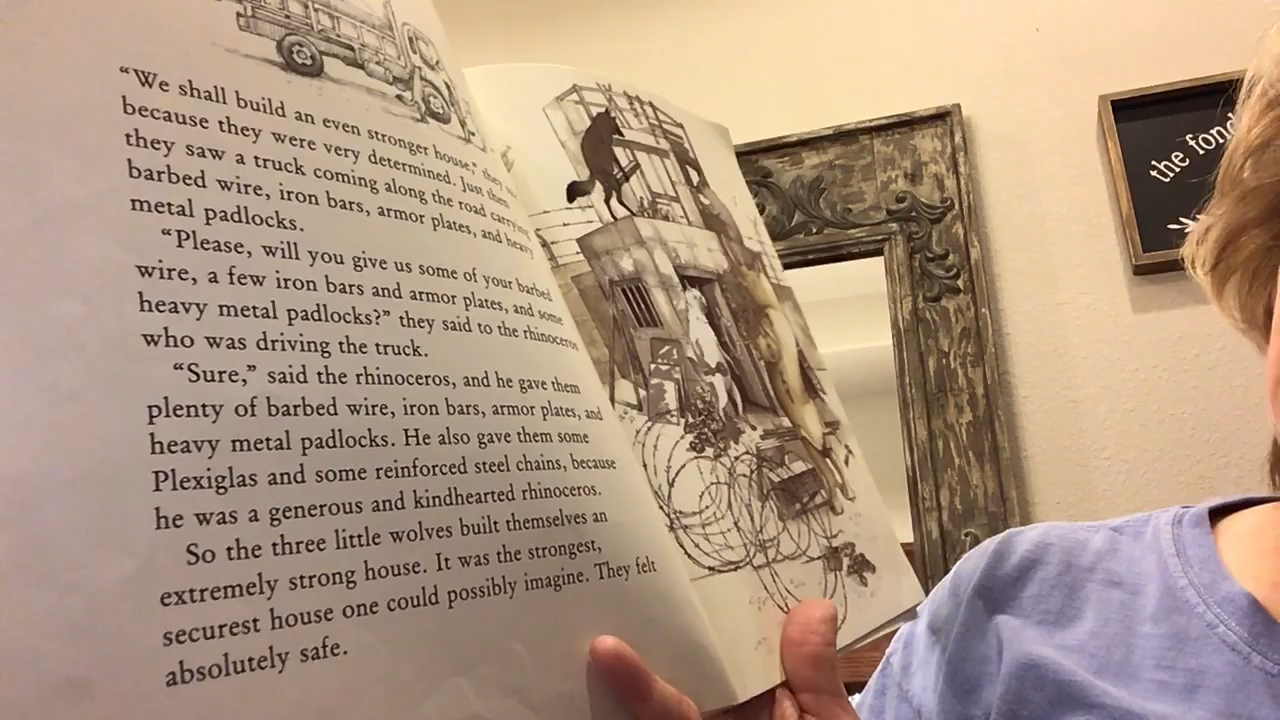 "We shall build an even stronger house," they
because they were very determined. Just then
they saw a truck coming along the road carrying
barbed wire, iron bars, armor plates, and heavy
metal padlocks.
"Please, will you give us some of your barbed
wire, a few iron bars and armor plates, and some
heavy metal padlocks?" they said to the rhinoceros
who was driving the truck.
"Sure," said the rhinoceros, and he gave them
plenty of barbed wire, iron bars, armor plates, and
heavy metal padlocks. He also gave them some
Plexiglas and some reinforced steel chains, because
he was a generous and kindhearted rhinoceros.
So the three little wolves built themselves an
extremely strong house. It was the strongest,
securest house one could possibly imagine. They felt
absolutely safe.
the fond